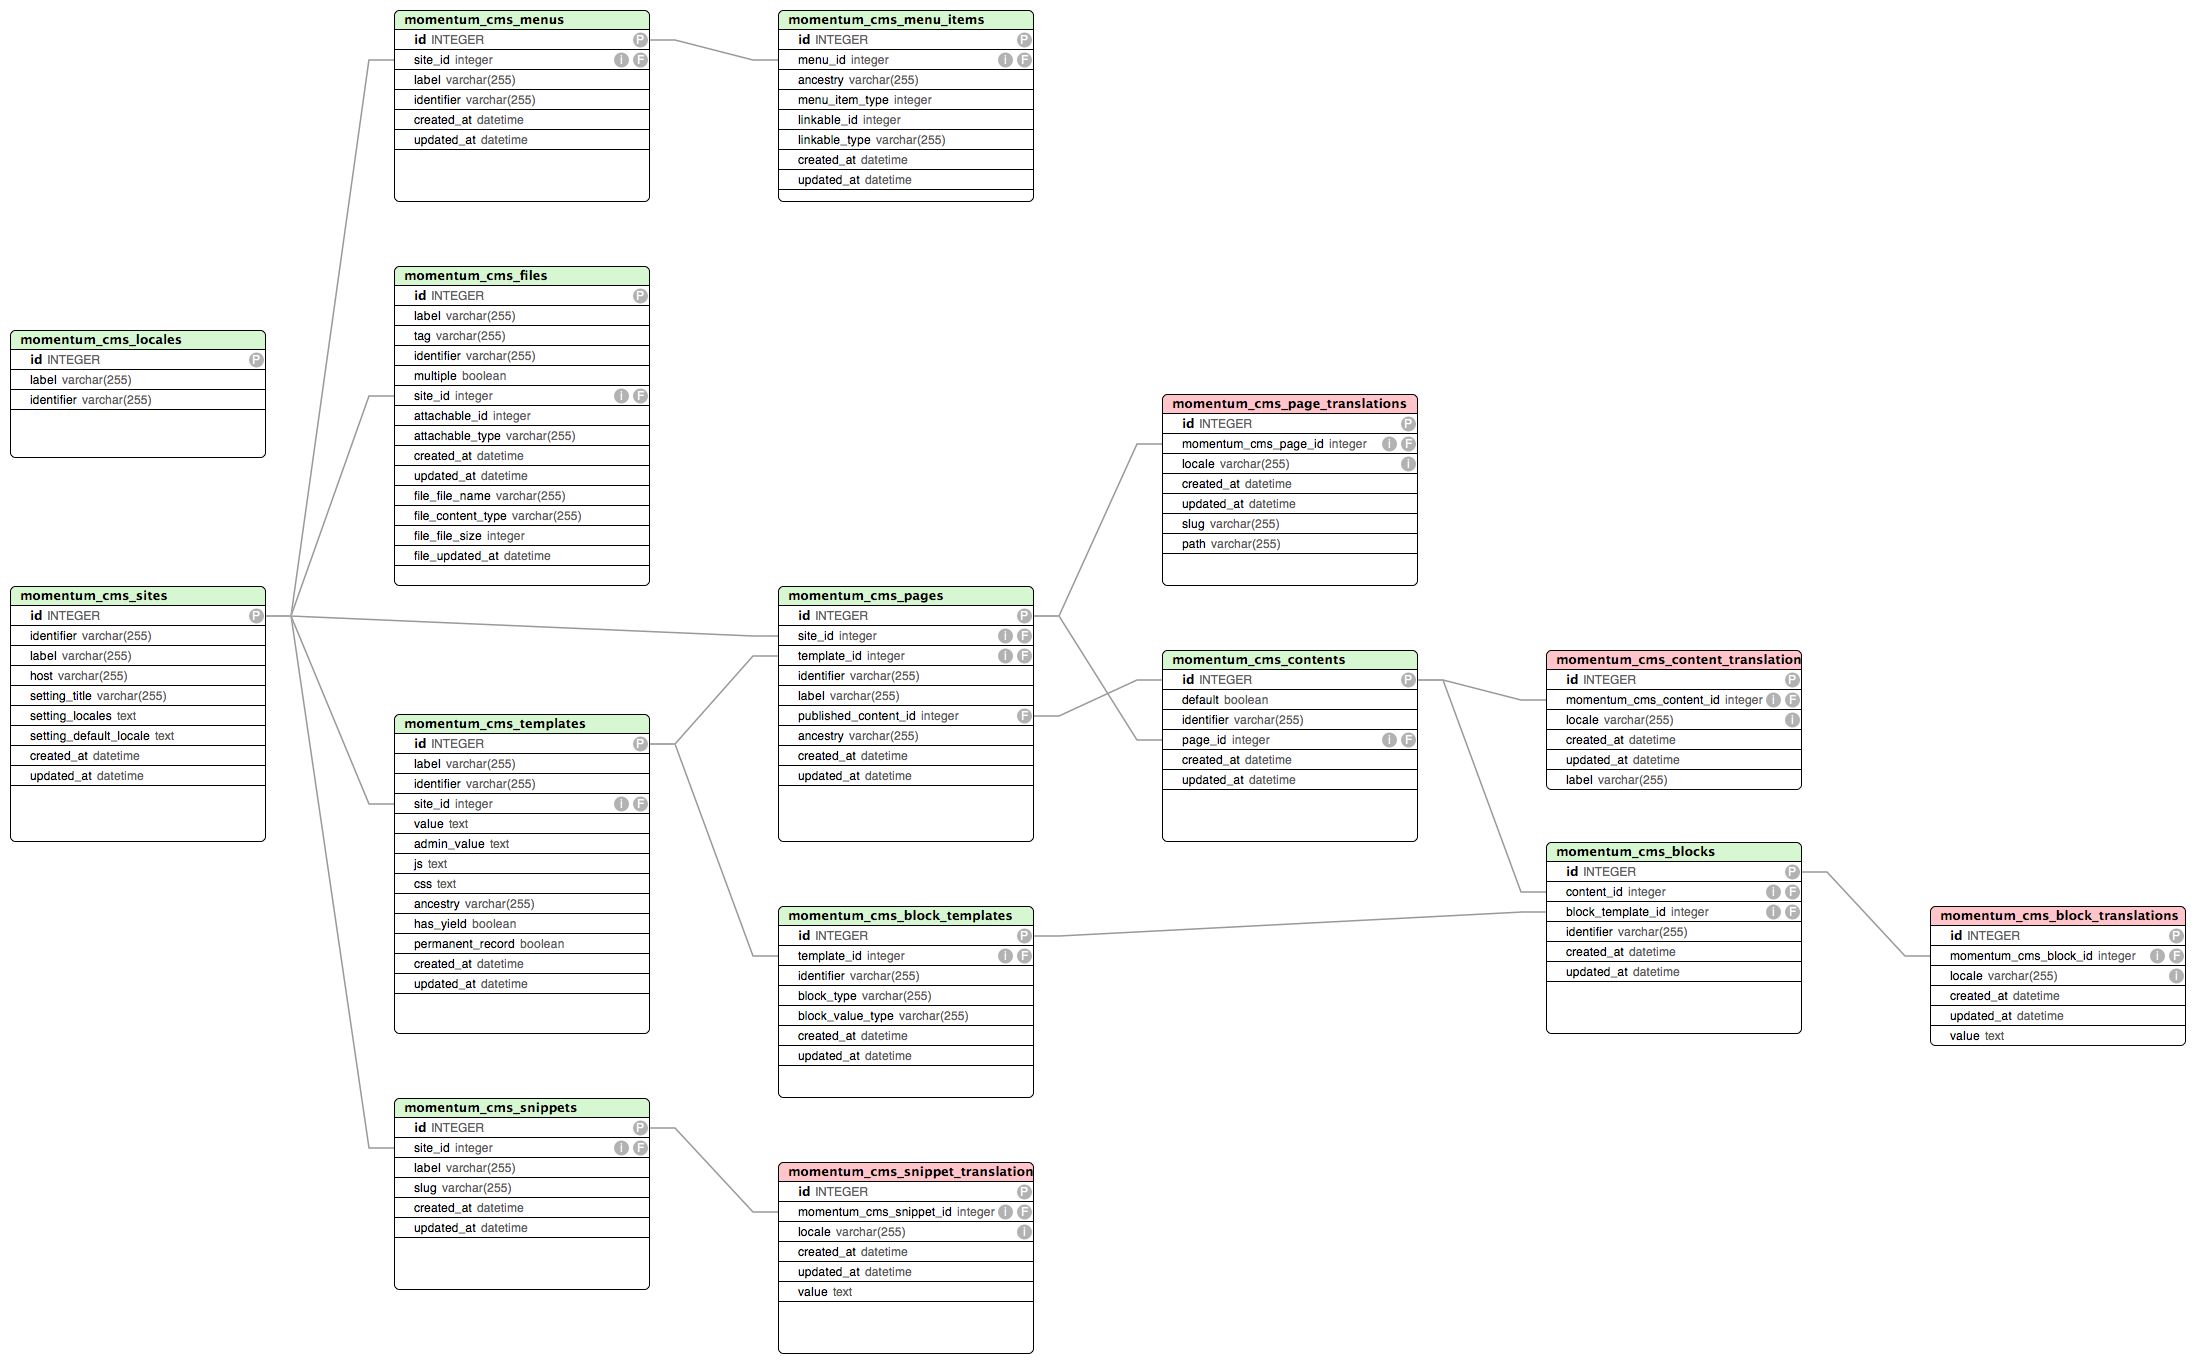 momentum_cms_menus
id INTEGER P
site_id integer i F
label varchar(255)
identifier varchar(255)
created_at datetime
updated_at datetime
momentum_cms_menu_items
id INTEGER P
menu_id integer i F
ancestry varchar(255)
menu_item_type integer
linkable_id integer
linkable_type varchar(255)
created_at datetime
updated_at datetime
momentum_cms_files
id INTEGER P
label varchar(255)
tag varchar(255)
identifier varchar(255)
multiple boolean
site_id integer i F
attachable_id integer
attachable_type varchar(255)
created_at datetime
updated_at datetime
file_file_name varchar(255)
file_content_type varchar(255)
file_file_size integer
file_updated_at datetime
momentum_cms_locales
id INTEGER P
label varchar(255)
identifier varchar(255)
momentum_cms_page_translations
id INTEGER P
momentum_cms_page_id integer i F
locale varchar(255) i
created_at datetime
updated_at datetime
slug varchar(255)
path varchar(255)
momentum_cms_sites
id INTEGER P
identifier varchar(255)
label varchar(255)
host varchar(255)
setting_title varchar(255)
setting_locales text
setting_default_locale text
created_at datetime
updated_at datetime
momentum_cms_pages
id INTEGER P
site_id integer i F
template_id integer i F
identifier varchar(255)
label varchar(255)
published_content_id integer F
ancestry varchar(255)
created_at datetime
updated_at datetime
momentum_cms_contents
id INTEGER P
default boolean
identifier varchar(255)
page_id integer i F
created_at datetime
updated_at datetime
momentum_cms_content_translation
id INTEGER P
momentum_cms_content_id integer i F
locale varchar(255) i
created_at datetime
updated_at datetime
label varchar(255)
momentum_cms_templates
id INTEGER P
label varchar(255)
identifier varchar(255)
site_id integer i F
value text
admin_value text
js text
css text
ancestry varchar(255)
has_yield boolean
permanent_record boolean
created_at datetime
updated_at datetime
momentum_cms_blocks
id INTEGER P
content_id integer i F
block_template_id integer i F
identifier varchar(255)
created_at datetime
updated_at datetime
momentum_cms_block_templates
id INTEGER P
template_id integer i F
identifier varchar(255)
block_type varchar(255)
block_value_type varchar(255)
created_at datetime
updated_at datetime
momentum_cms_block_translations
id INTEGER P
momentum_cms_block_id integer i F
locale varchar(255) i
created_at datetime
updated_at datetime
value text
momentum_cms_snippets
id INTEGER P
site_id integer i F
label varchar(255)
slug varchar(255)
created_at datetime
updated_at datetime
momentum_cms_snippet_translation
id INTEGER P
momentum_cms_snippet_id integer i F
locale varchar(255) i
created_at datetime
updated_at datetime
value text